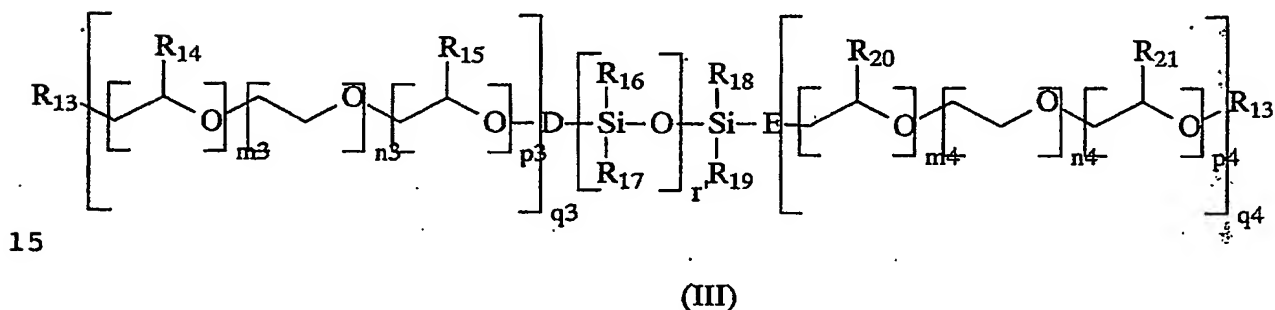 R14 R15 R16 R18 R20 R21
R13 O O O D Si O Si E O O O R13
m3 n3 p3 R17 R19 m4 n4 p4
q3 r' q4
15
(III)